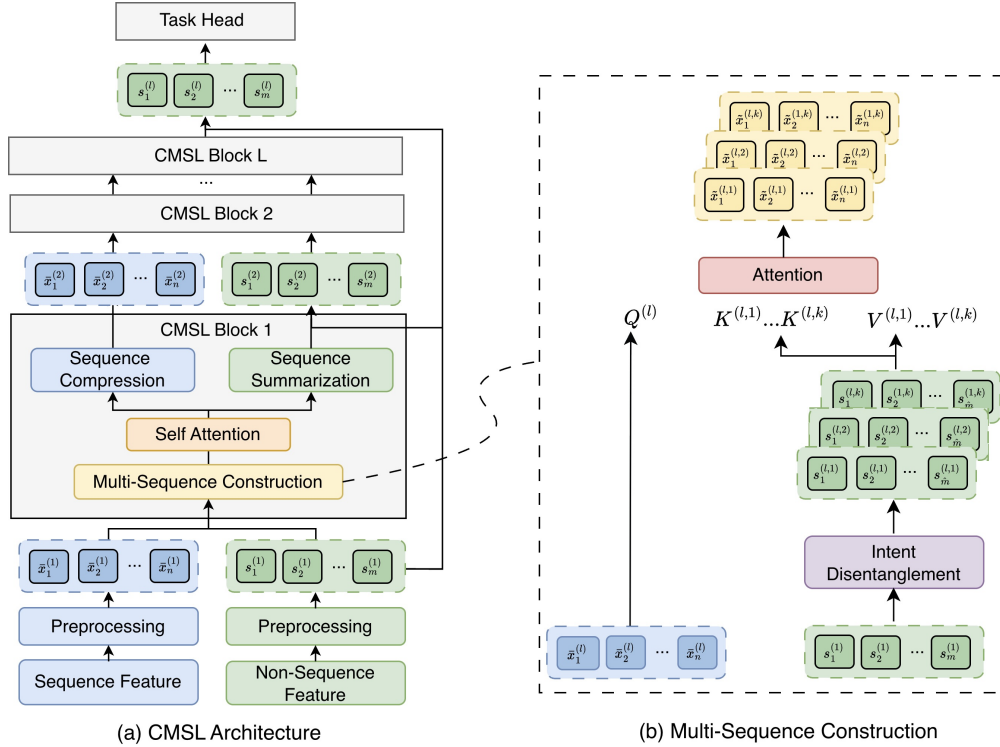 Task Head
s_1^{(l)} s_2^{(l)} ... s_m^{(l)}
CMSL Block L
...
CMSL Block 2
x̄_1^{(2)} x̄_2^{(2)} ... x̄_n^{(2)}
s_1^{(2)} s_2^{(2)} ... s_m^{(2)}
CMSL Block 1
Sequence
Compression
Sequence
Summarization
Self Attention
Multi-Sequence Construction
x̄_1^{(1)} x̄_2^{(1)} ... x̄_n^{(1)}
s_1^{(1)} s_2^{(1)} ... s_m^{(1)}
Preprocessing
Preprocessing
Sequence Feature
Non-Sequence
Feature
(a) CMSL Architecture
x̃_1^{(l,k)} x̃_2^{(1,k)} ... x̃_n^{(1,k)}
x̃_1^{(l,2)} x̃_2^{(l,2)} ... x̃_n^{(l,2)}
x̃_1^{(l,1)} x̃_2^{(l,1)} ... x̃_n^{(l,1)}
Attention
Q^{(l)}
K^{(l,1)}...K^{(l,k)}
V^{(l,1)}...V^{(l,k)}
s_1^{(l,k)} s_2^{(1,k)} ... s_m̂^{(1,k)}
s_1^{(l,2)} s_2^{(l,2)} ... s_m̂^{(l,2)}
s_1^{(l,1)} s_2^{(l,1)} ... s_m̂^{(l,1)}
Intent
Disentanglement
x̄_1^{(l)} x̄_2^{(l)} ... x̄_n^{(l)}
s_1^{(1)} s_2^{(1)} ... s_m^{(1)}
(b) Multi-Sequence Construction